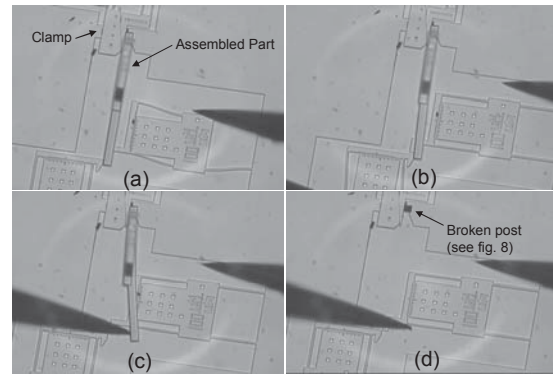 Clamp
Assembled Part
(a)
(b)
Broken post
(see fig. 8)
(c)
(d)